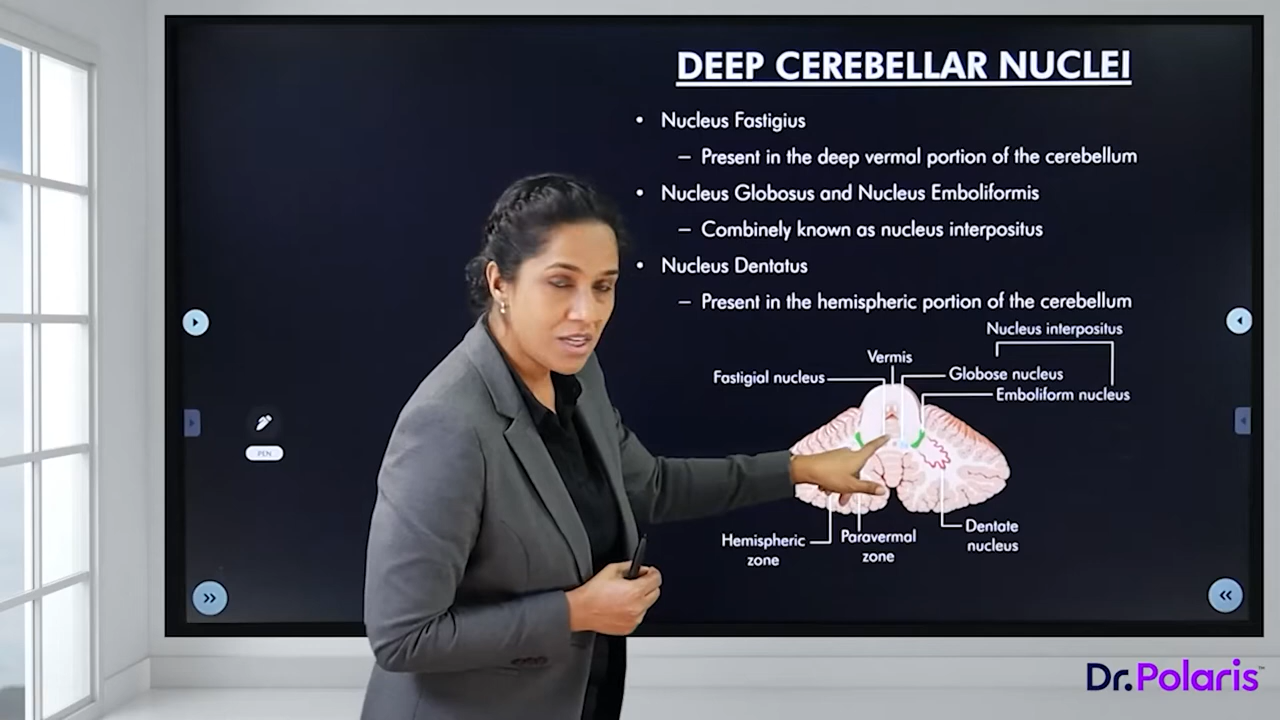 DEEP CEREBELLAR NUCLEI
• Nucleus Fastigius
– Present in the deep vermal portion of the cerebellum
• Nucleus Globosus and Nucleus Emboliformis
– Combinely known as nucleus interpositus
• Nucleus Dentatus
– Present in the hemispheric portion of the cerebellum
Nucleus interpositus
Vermis
Fastigial nucleus
Globose nucleus
Emboliform nucleus
PEN
Hemispheric
zone
Paravermal
zone
Dentate
nucleus
Dr.Polaris™